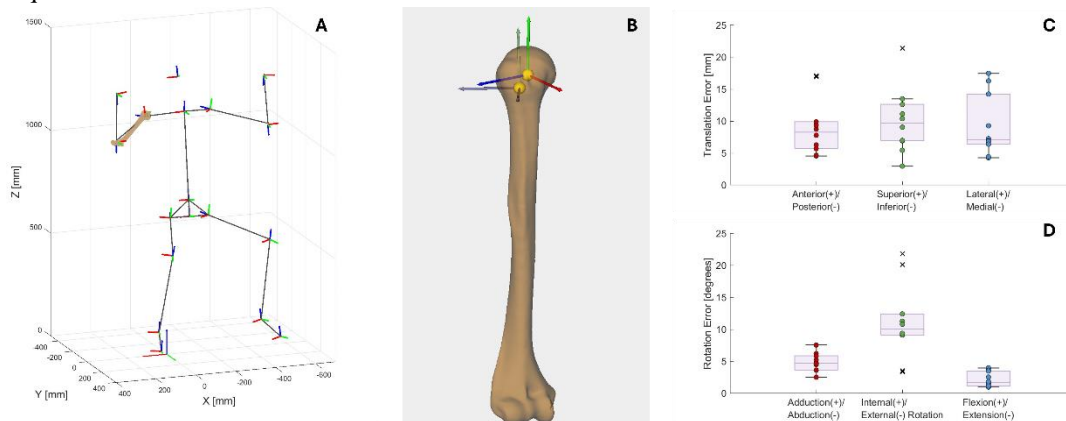 A
1500
1000
500
0
Z [mm]
-400
-200
0
200
400
Y [mm]
400
200
0
-200
-400
-600
X [mm]
B
C
25
20
15
10
5
0
Translation Error [mm]
Anterior(+)/ Superior(+)/ Lateral(+)/
Posterior(-) Inferior(-) Medial(-)
D
25
20
15
10
5
0
Rotation Error [degrees]
Adduction(+)/ Internal(+)/ Flexion(+)/
Abduction(-) External(-) Rotation Extension(-)